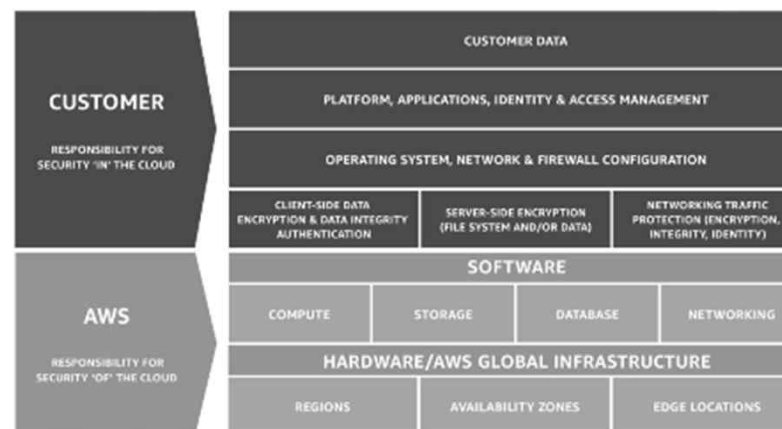 CUSTOMER
RESPONSIBILITY FOR
SECURITY 'IN' THE CLOUD
CUSTOMER DATA
PLATFORM, APPLICATIONS, IDENTITY & ACCESS MANAGEMENT
OPERATING SYSTEM, NETWORK & FIREWALL CONFIGURATION
CLIENT-SIDE DATA
ENCRYPTION & DATA INTEGRITY
AUTHENTICATION
SERVER-SIDE ENCRYPTION
(FILE SYSTEM AND/OR DATA)
NETWORKING TRAFFIC
PROTECTION (ENCRYPTION,
INTEGRITY, IDENTITY)
AWS
RESPONSIBILITY FOR
SECURITY 'OF' THE CLOUD
SOFTWARE
COMPUTE
STORAGE
DATABASE
NETWORKING
HARDWARE/AWS GLOBAL INFRASTRUCTURE
REGIONS
AVAILABILITY ZONES
EDGE LOCATIONS